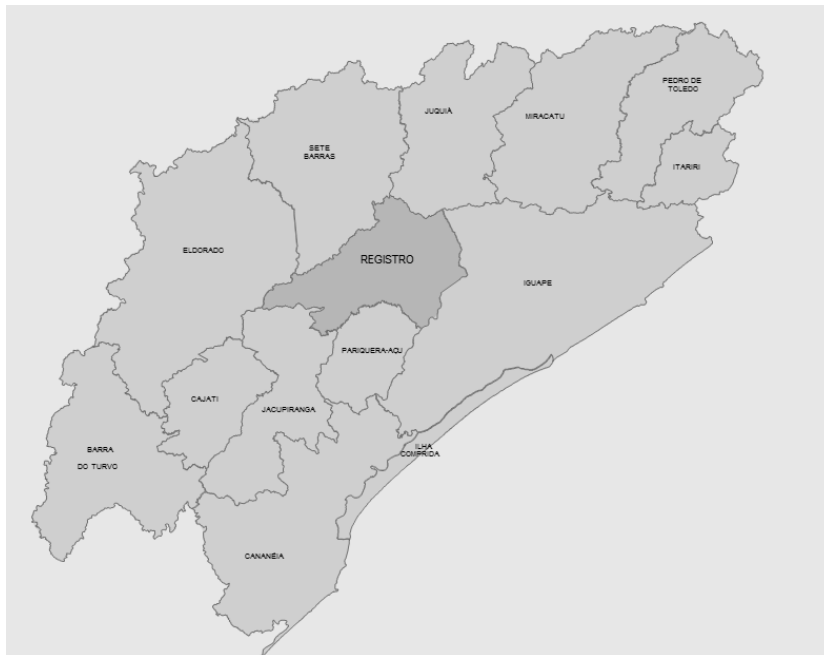 PEDRO DE
TOLEDO
JUQUIÁ
MIRACATU
SETE
BARRAS
ITARIRI
ELDORADO
REGISTRO
IGUAPE
PARIQUERA-AÇU
CAJATI
JACUPIRANGA
BARRA
DO TURVO
ILHA
COMPRIDA
CANANÉIA